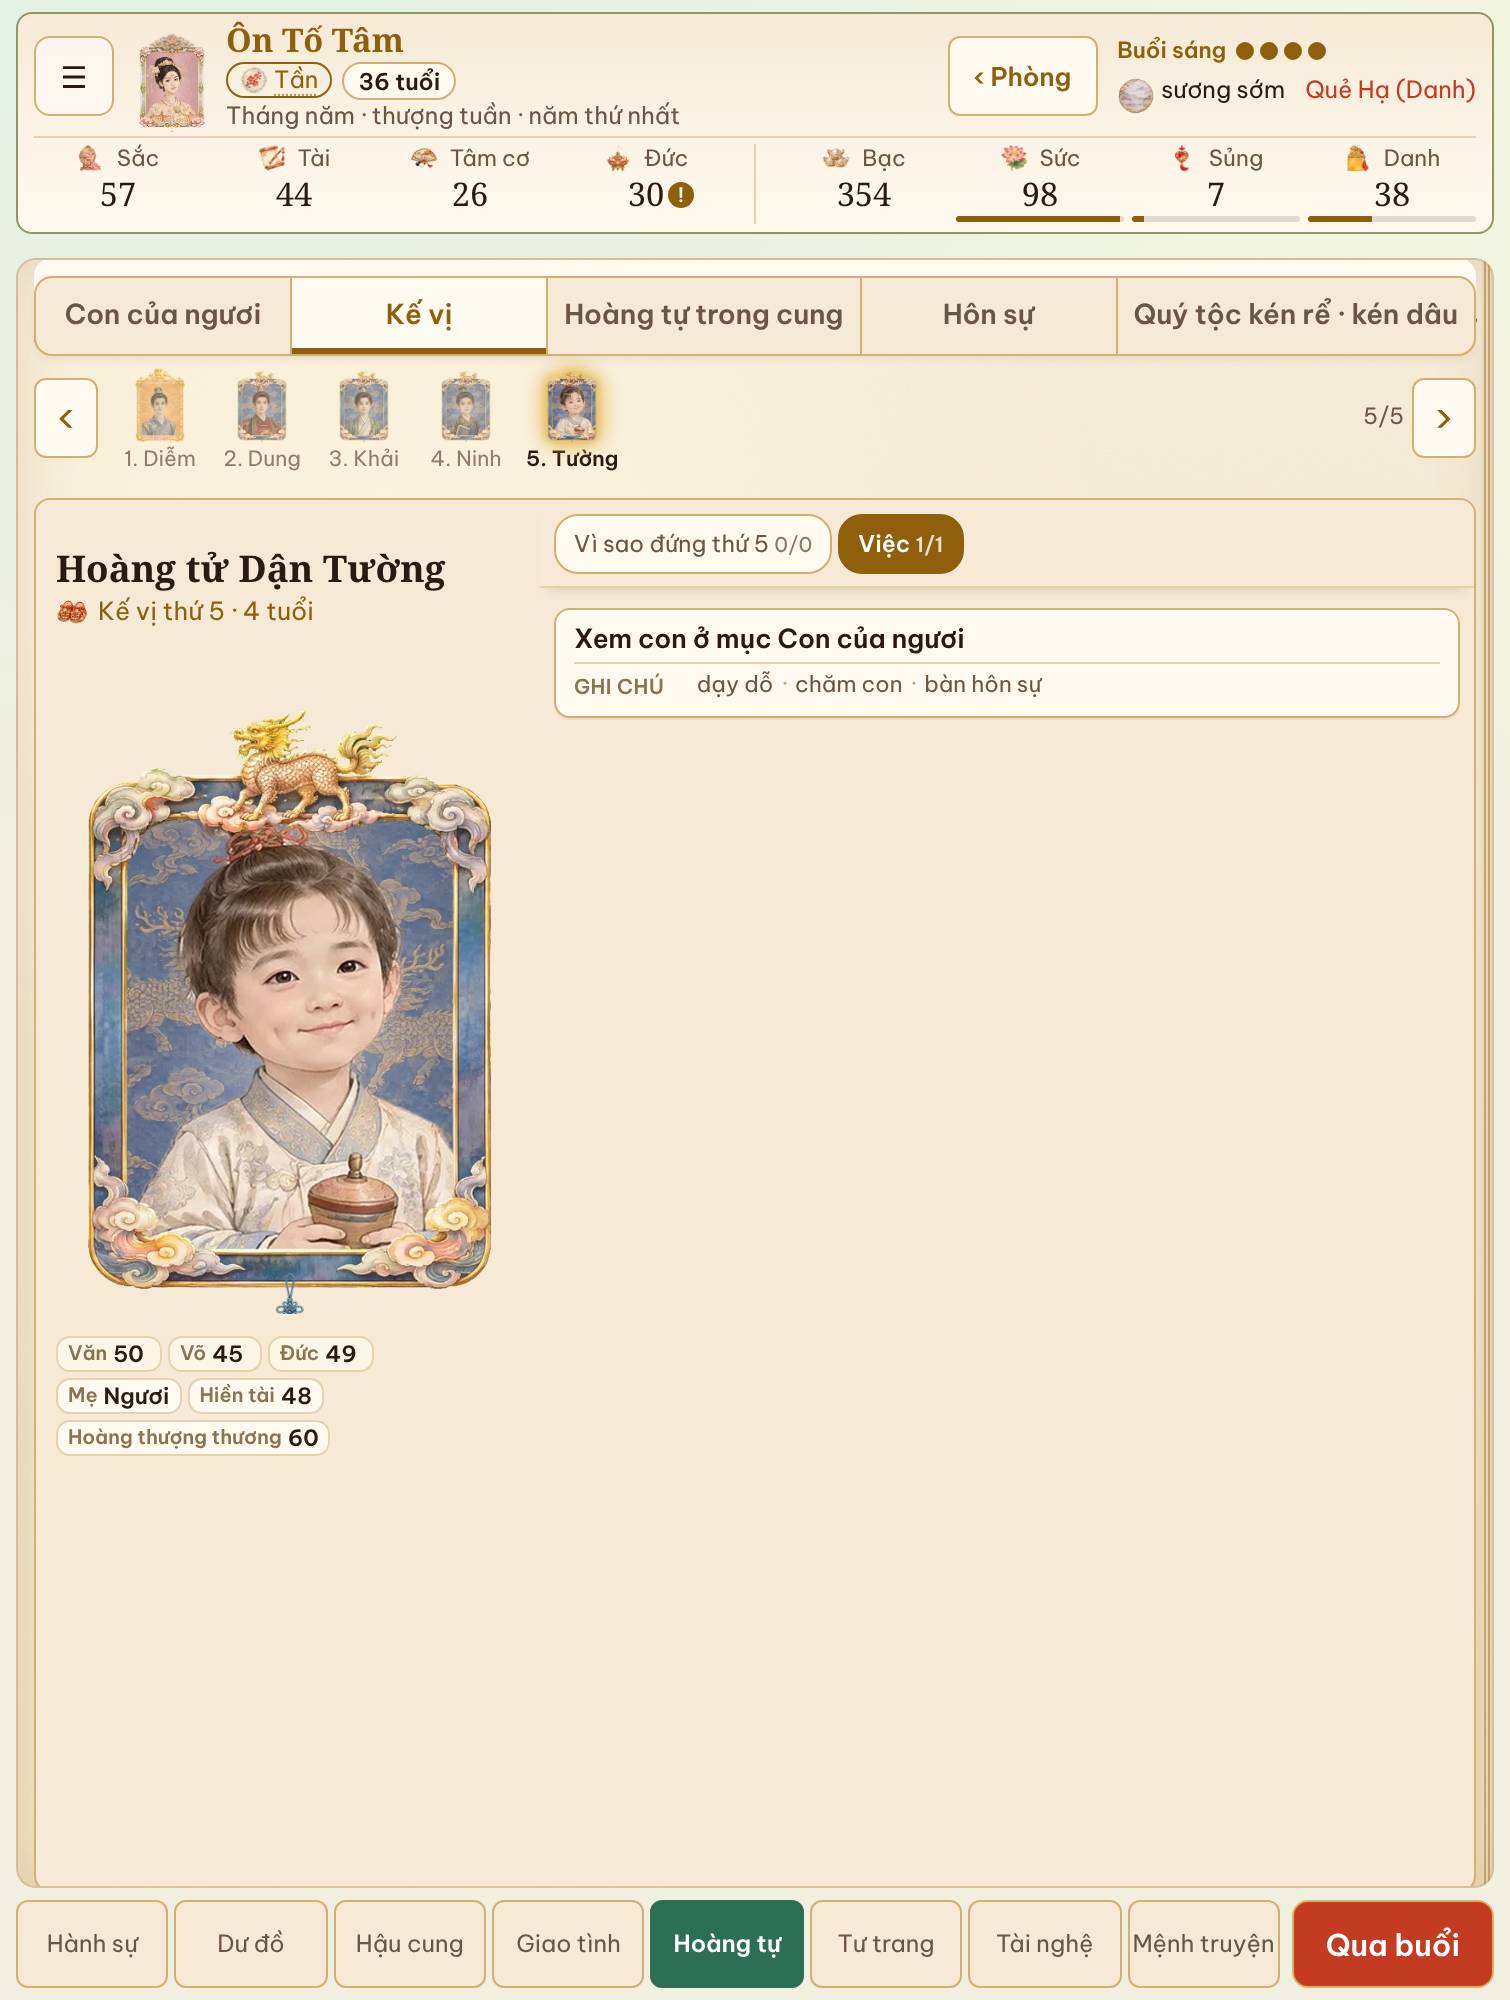 ☰
Ôn Tố Tâm
Tần 36 tuổi
Tháng năm · thượng tuần · năm thứ nhất
‹ Phòng
Buổi sáng
sương sớm Quẻ Hạ (Danh)
Sắc Tài Tâm cơ Đức Bạc Sức Sủng Danh
57 44 26 30 ! 354 98 7 38
Con của ngươi Kế vị Hoàng tự trong cung Hôn sự Quý tộc kén rể · kén dâu
‹ 1. Diễm 2. Dung 3. Khải 4. Ninh 5. Tường 5/5 ›
Hoàng tử Dận Tường
Kế vị thứ 5 · 4 tuổi
Vì sao đứng thứ 5 0/0 Việc 1/1
Xem con ở mục Con của ngươi
GHI CHÚ dạy dỗ · chăm con · bàn hôn sự
Văn 50 Võ 45 Đức 49
Mẹ Ngươi Hiền tài 48
Hoàng thượng thương 60
Hành sự Dư đồ Hậu cung Giao tình Hoàng tự Tư trang Tài nghệ Mệnh truyện Qua buổi